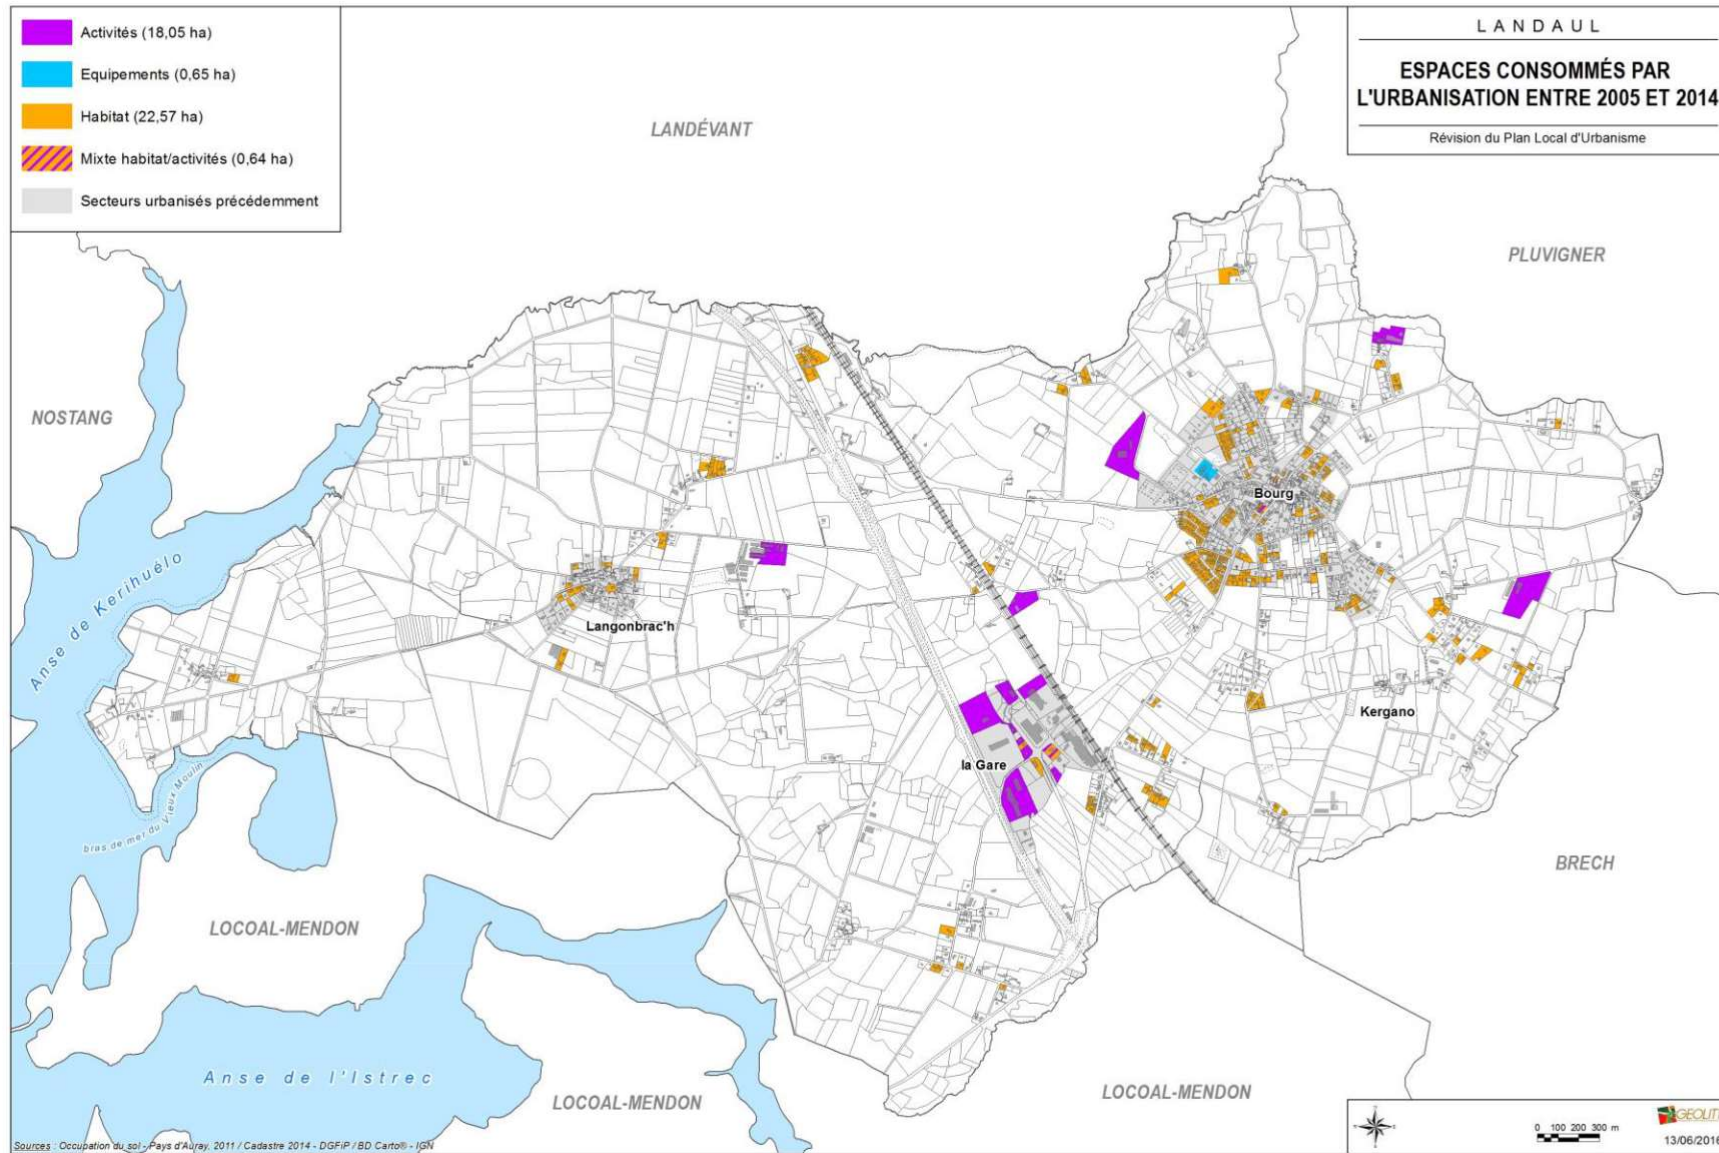 Activités (18,05 ha)
Equipements (0,65 ha)
Habitat (22,57 ha)
Mixte habitat/activités (0,64 ha)
Secteurs urbanisés précédemment
LANDAUL
ESPACES CONSOMMÉS PAR
L'URBANISATION ENTRE 2005 ET 2014
Révision du Plan Local d'Urbanisme
LANDÉVANT
PLUVIGNER
NOSTANG
Bourg
Anse de Kerihuélo
Langonbrac'h
Kergano
la Gare
bras de mer du Vieux Moulin
BRECH
LOCOAL-MENDON
Anse de l'Istrec
LOCOAL-MENDON
LOCOAL-MENDON
0 100 200 300 m
GEOLIT
13/06/2016
Sources : Occupation du sol - Pays d'Auray, 2011 / Cadastre 2014 - DGFiP / BD Carto® - IGN